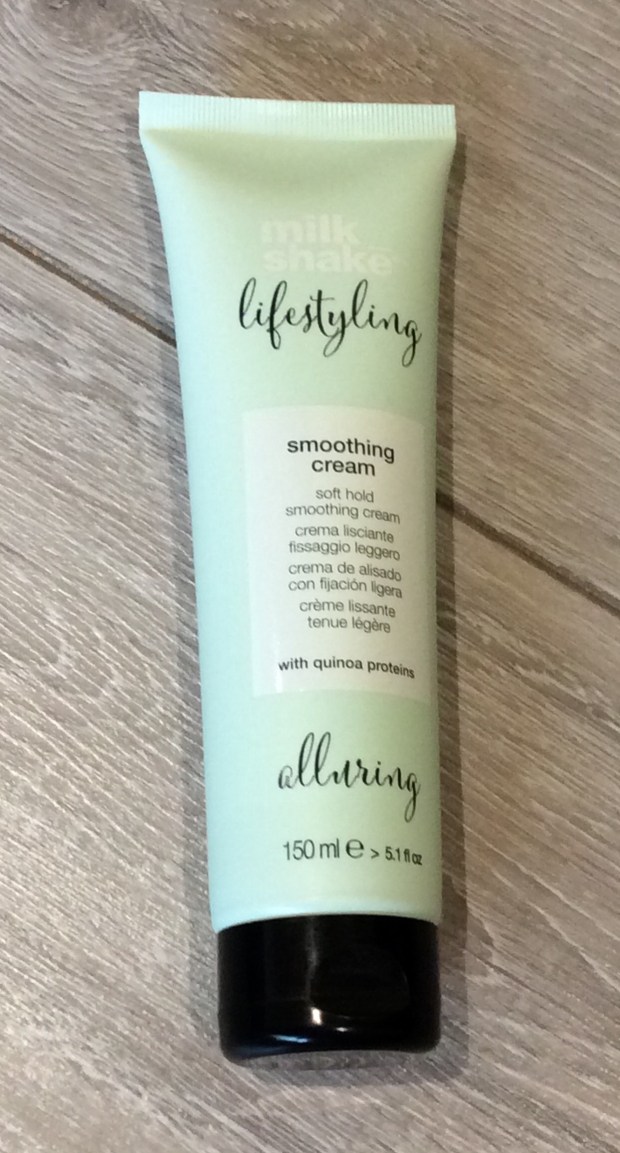 milk
shake
lifestyling
smoothing
cream
soft hold
smoothing cream
crema lisciante
fissaggio leggero
crema de alisado
con fijación ligera
crème lissante
tenue légère
with quinoa proteins
alluring
150 ml ℮ > 5.1 fl oz